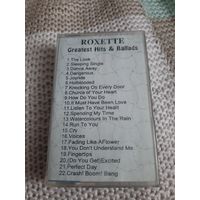 ROXETTE
Greatest Hits & Ballads
1.The Look
2.Sleeping Single
3.Dance Away
4.Dangerous
5.Joyride
6.Hotblooded
7.Knocking On Every Door
8.Church of Your Heart
9.How Do You Do
10.It Must Have Been Love
11.Listen To Your Heart
12.Spending My Time
13.Watercolours In The Rain
14.Run To You
15.Cry
16.Voices
17.Fading Like AFlower
18.You Don't Understand Me
19.Fingertips
20.(Do You Get)Excited
21.Perfect Day
22.Crash! Boom! Bang